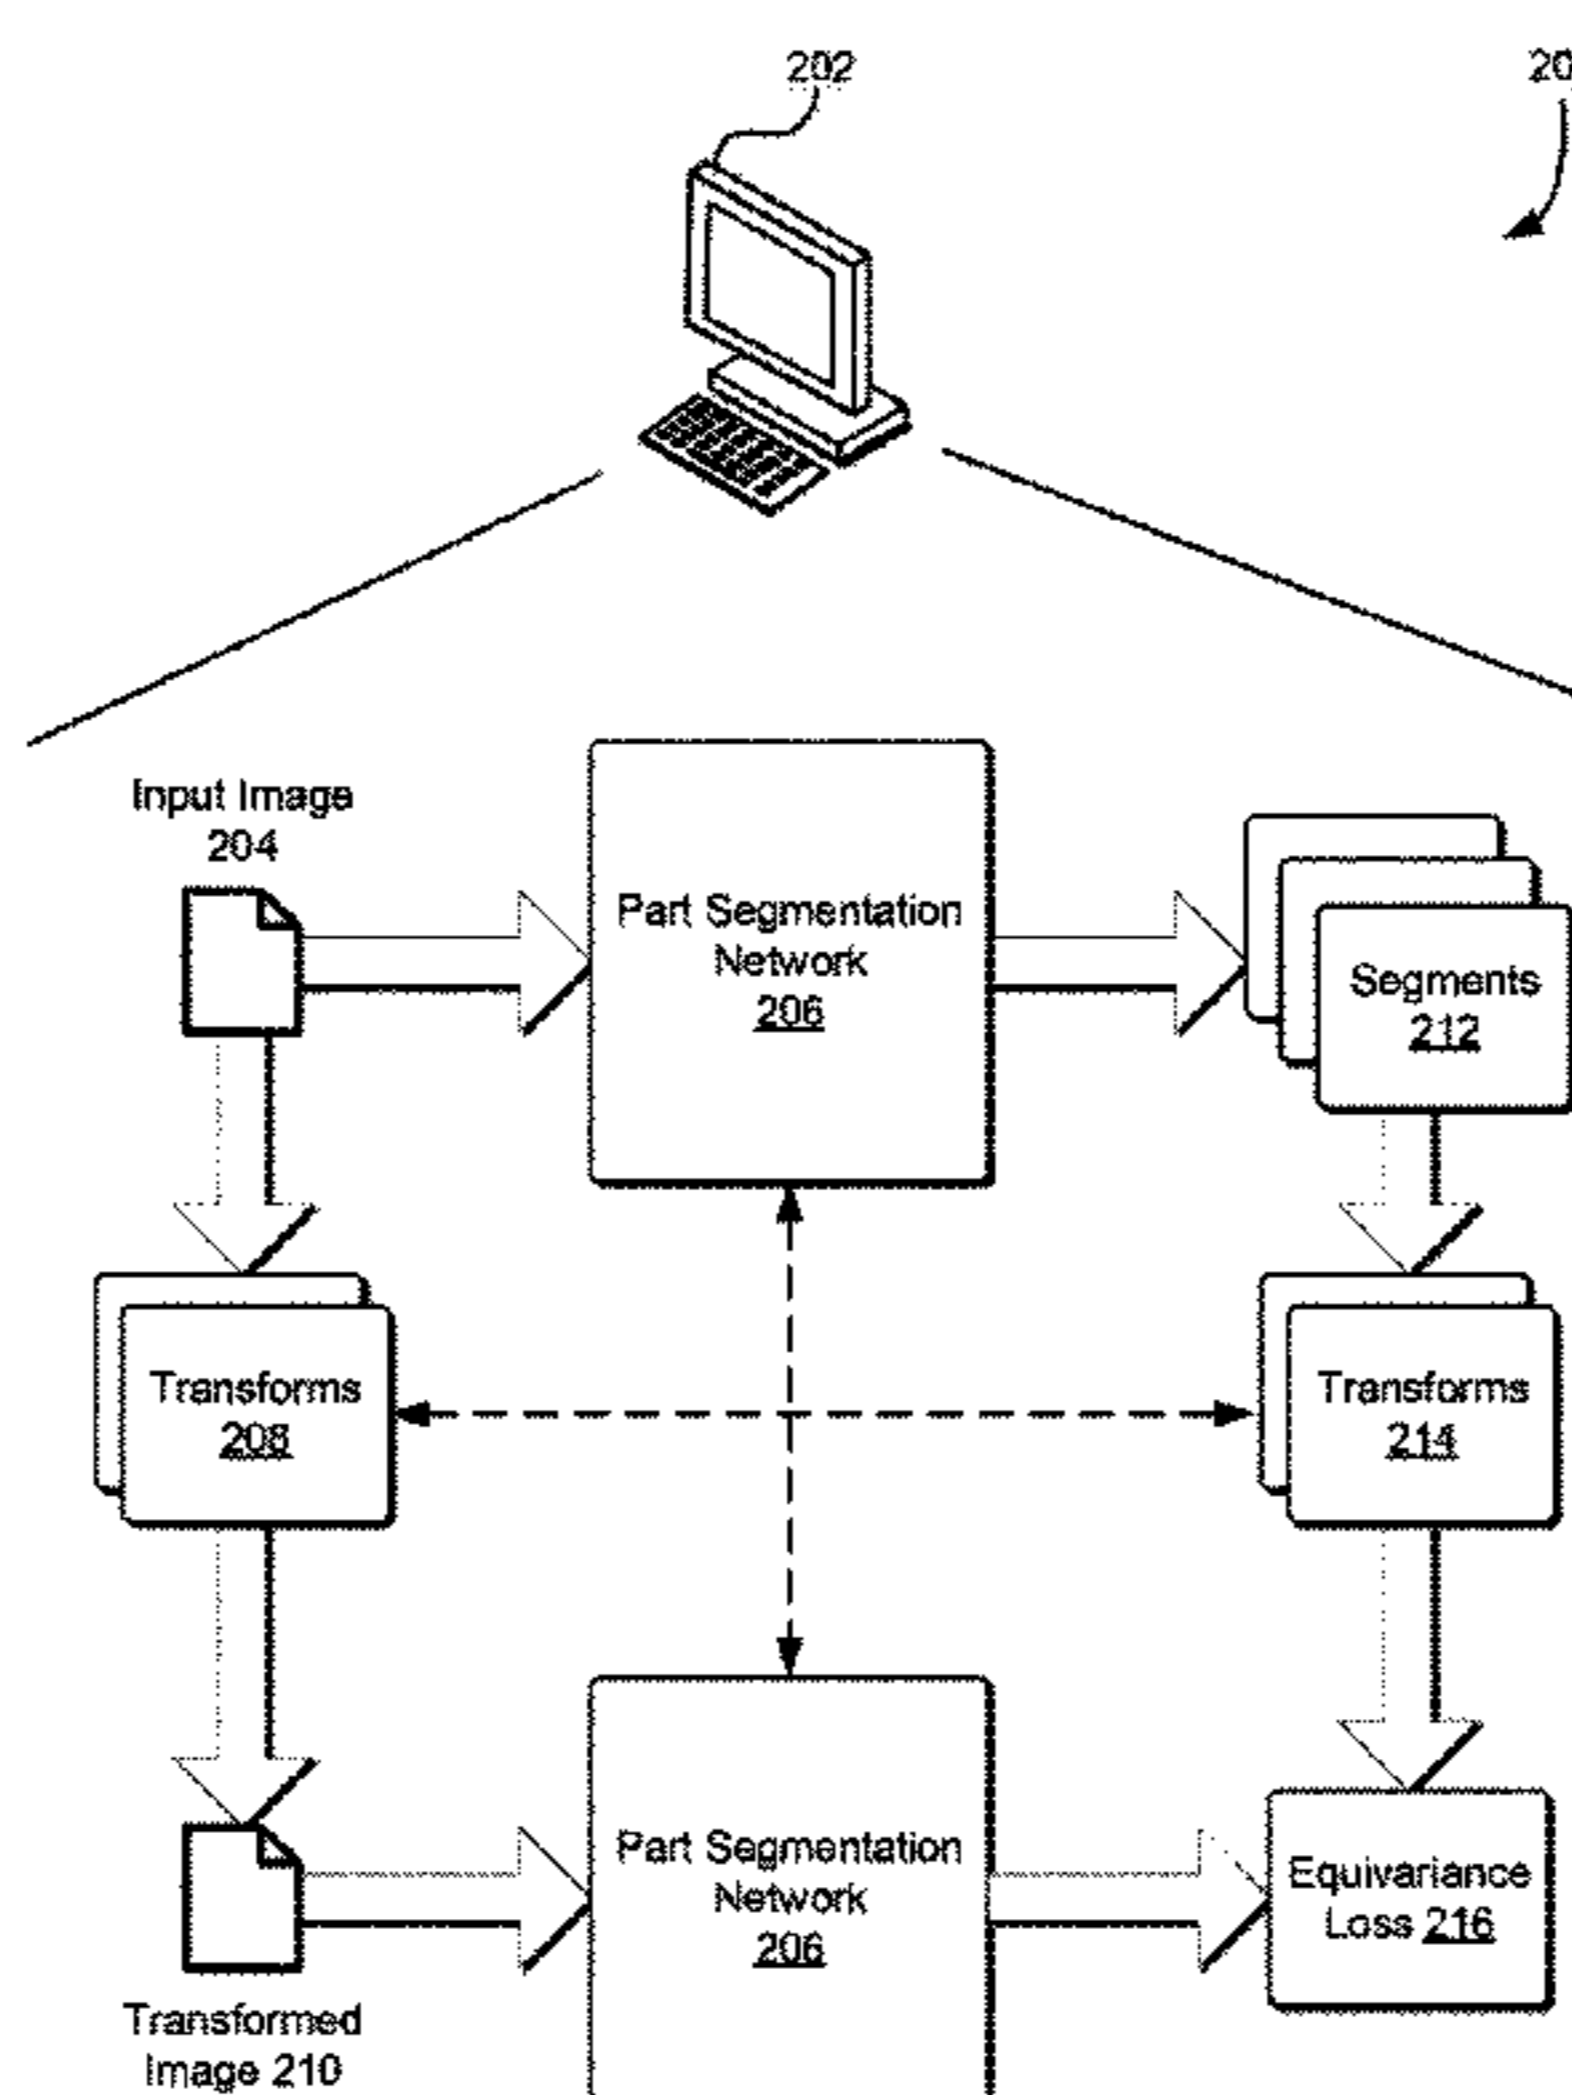 202
20
Input Image
204
Part Segmentation
Network
206
Segments
212
Transforms
208
Transforms
214
Part Segmentation
Network
206
Equivariance
Loss 216
Transformed
Image 210